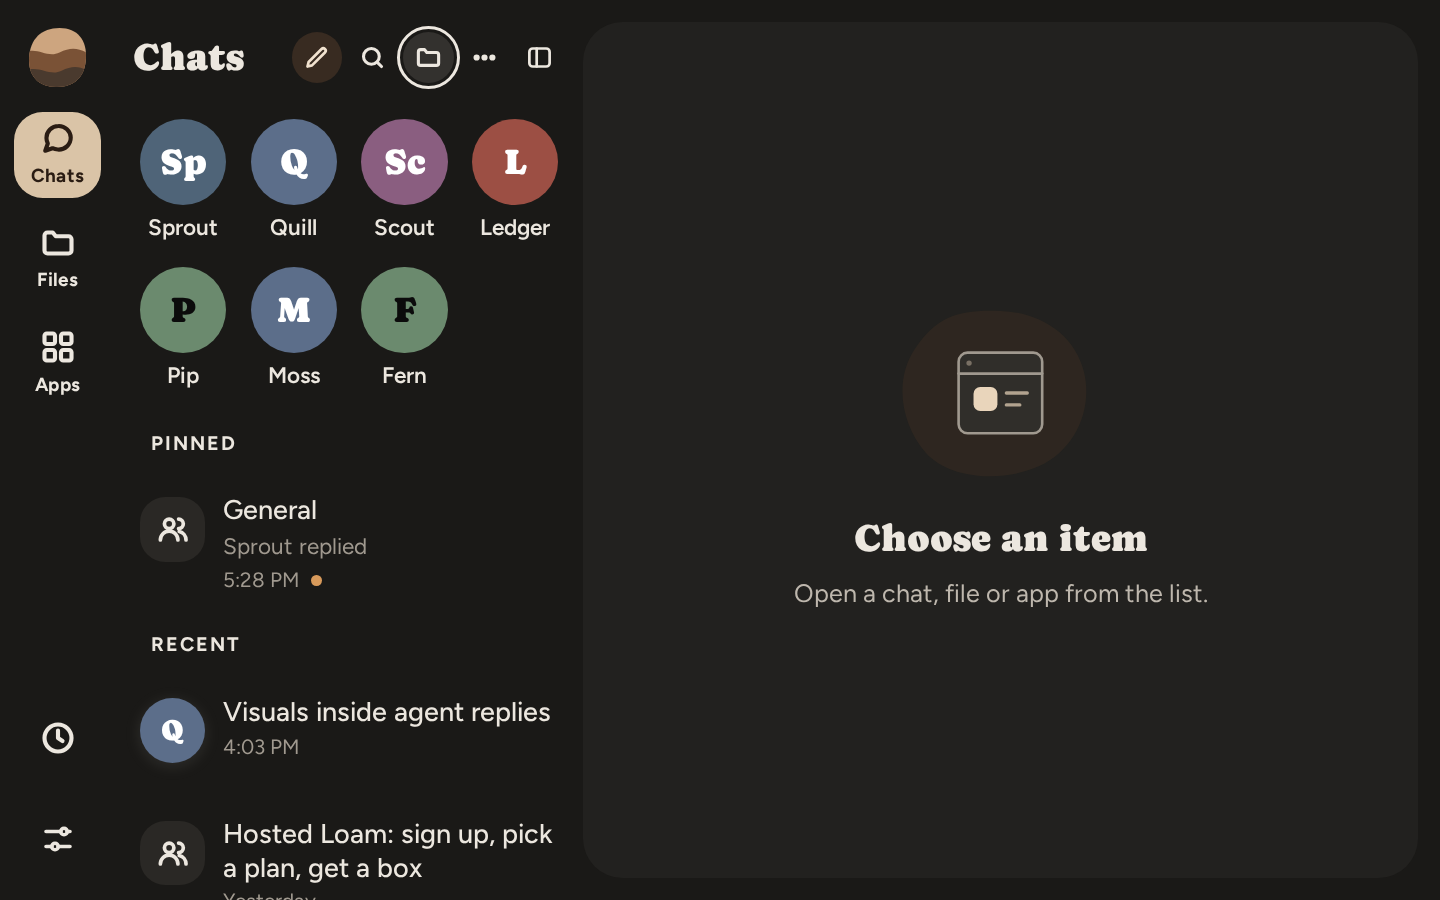 Chats
Chats
Files
Apps
Sp
Q
Sc
L
Sprout
Quill
Scout
Ledger
P
M
F
Pip
Moss
Fern
PINNED
General
Sprout replied
5:28 PM
RECENT
Q
Visuals inside agent replies
4:03 PM
Hosted Loam: sign up, pick
a plan, get a box
Yesterday
Choose an item
Open a chat, file or app from the list.